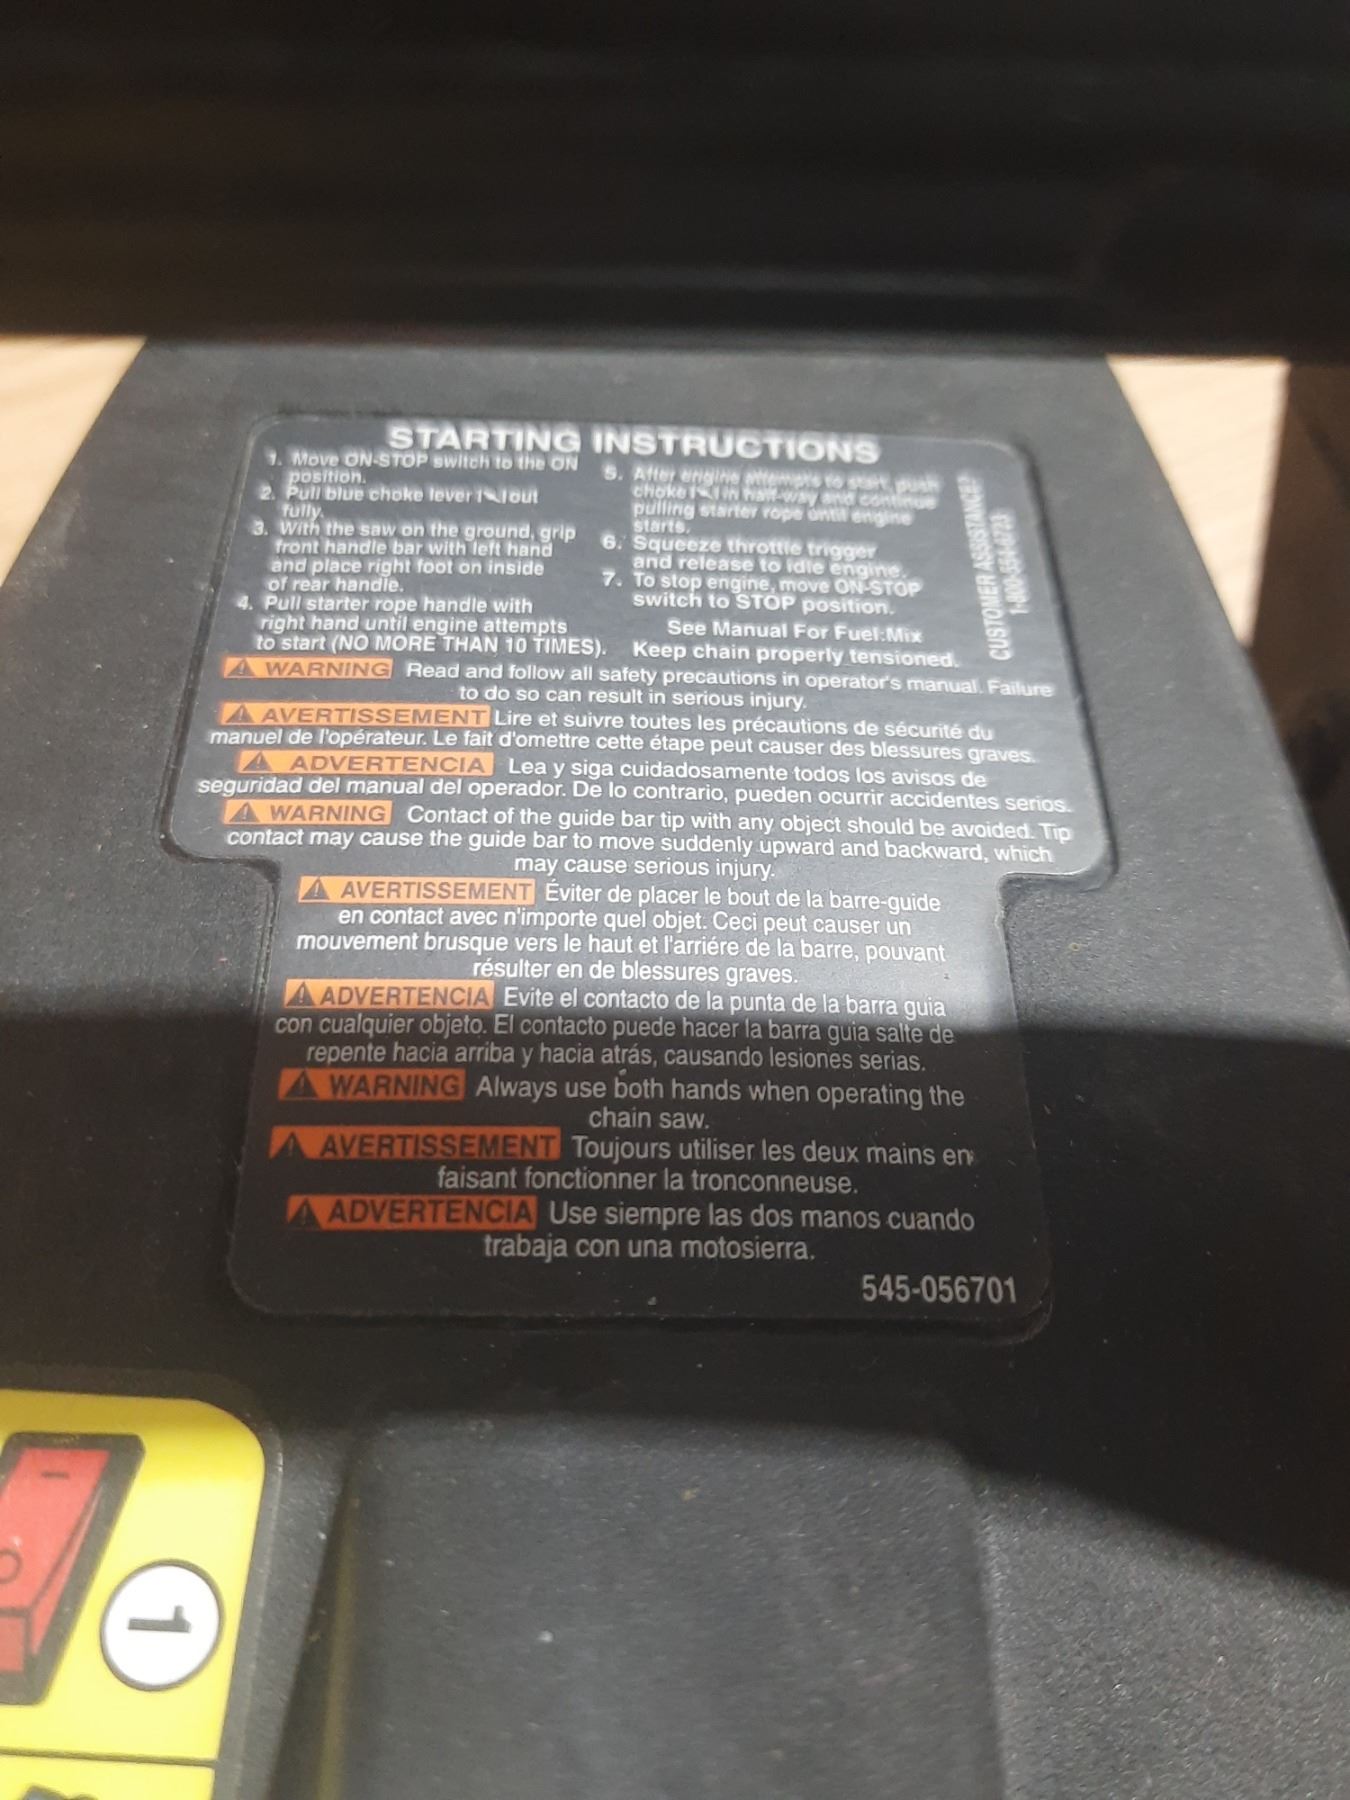 STARTING INSTRUCTIONS
1. Move ON-STOP switch to the ON
position.
2. Pull blue choke lever out
fully.
3. With the saw on the ground, grip
front handle bar with left hand
and place right foot on inside
of rear handle.
4. Pull starter rope handle with
right hand until engine attempts
to start (NO MORE THAN 10 TIMES).
5. After engine attempts to start, push
choke in half-way and continue
pulling starter rope until engine
starts.
6. Squeeze throttle trigger
and release to idle engine.
7. To stop engine, move ON-STOP
switch to STOP position.
See Manual For Fuel:Mix
Keep chain properly tensioned.
CUSTOMER ASSISTANCE?
1-800-554-6723
WARNING Read and follow all safety precautions in operator's manual. Failure
to do so can result in serious injury.
AVERTISSEMENT Lire et suivre toutes les précautions de sécurité du
manuel de l'opérateur. Le fait d'omettre cette étape peut causer des blessures graves.
ADVERTENCIA Lea y siga cuidadosamente todos los avisos de
seguridad del manual del operador. De lo contrario, pueden ocurrir accidentes serios.
WARNING Contact of the guide bar tip with any object should be avoided. Tip
contact may cause the guide bar to move suddenly upward and backward, which
may cause serious injury.
AVERTISSEMENT Éviter de placer le bout de la barre-guide
en contact avec n'importe quel objet. Ceci peut causer un
mouvement brusque vers le haut et l'arriére de la barre, pouvant
résulter en de blessures graves.
ADVERTENCIA Evite el contacto de la punta de la barra guia
con cualquier objeto. El contacto puede hacer la barra guia salte de
repente hacia arriba y hacia atrás, causando lesiones serias.
WARNING Always use both hands when operating the
chain saw.
AVERTISSEMENT Toujours utiliser les deux mains en
faisant fonctionner la tronconneuse.
ADVERTENCIA Use siempre las dos manos cuando
trabaja con una motosierra.
545-056701
1